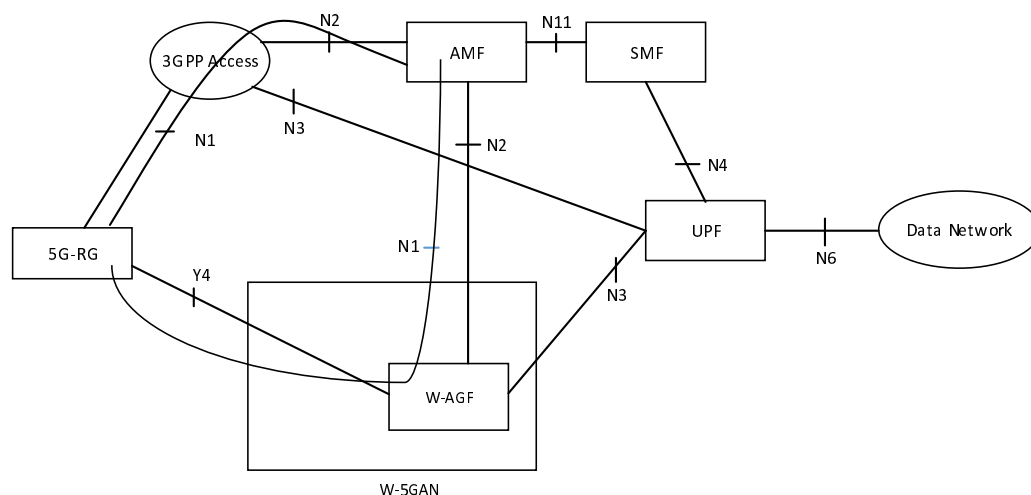 N2
N11
3GPP Access
AMF
SMF
N3
N1
N2
N4
5G-RG
N1
UPF
Data Network
N6
Y4
N3
W-AGF
W-5GAN